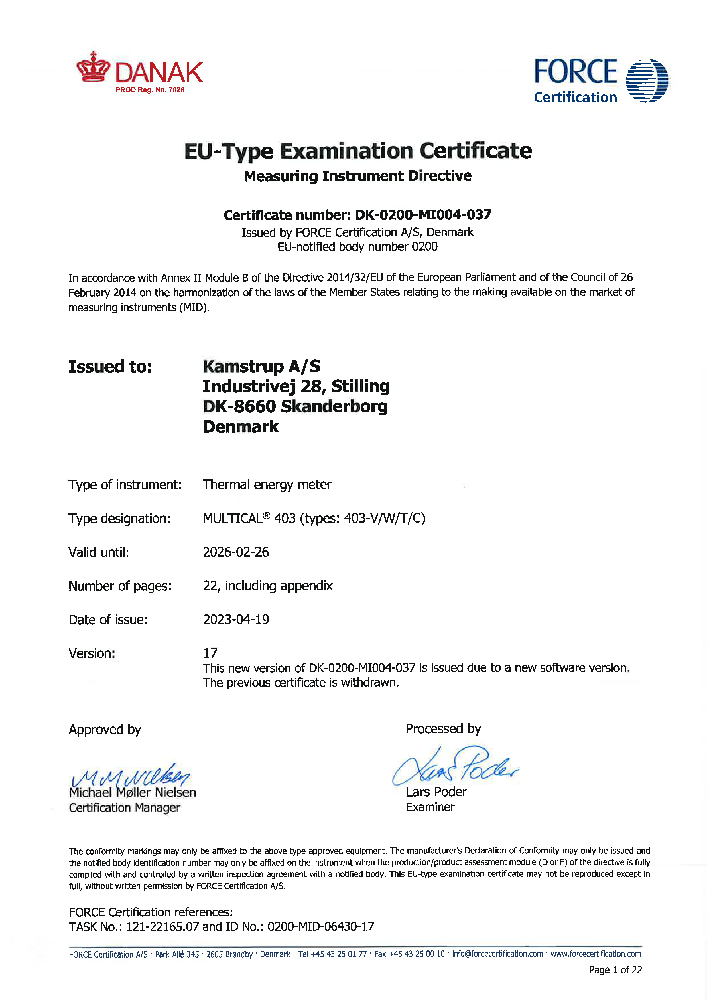 DANAK
PROD Reg. No. 7026
FORCE
Certification
EU-Type Examination Certificate
Measuring Instrument Directive
Certificate number: DK-0200-MI004-037
Issued by FORCE Certification A/S, Denmark
EU-notified body number 0200
In accordance with Annex II Module B of the Directive 2014/32/EU of the European Parliament and of the Council of 26
February 2014 on the harmonization of the laws of the Member States relating to the making available on the market of
measuring instruments (MID).
Issued to: Kamstrup A/S
Industrivej 28, Stilling
DK-8660 Skanderborg
Denmark
Type of instrument: Thermal energy meter
Type designation: MULTICAL® 403 (types: 403-V/W/T/C)
Valid until: 2026-02-26
Number of pages: 22, including appendix
Date of issue: 2023-04-19
Version: 17
This new version of DK-0200-MI004-037 is issued due to a new software version.
The previous certificate is withdrawn.
Approved by Processed by
M M Nielsen Lars Poder
Michael Møller Nielsen Lars Poder
Certification Manager Examiner
The conformity markings may only be affixed to the above type approved equipment. The manufacturer's Declaration of Conformity may only be issued and
the notified body identification number may only be affixed on the instrument when the production/product assessment module (D or F) of the directive is fully
complied with and controlled by a written inspection agreement with a notified body. This EU-type examination certificate may not be reproduced except in
full, without written permission by FORCE Certification A/S.
FORCE Certification references:
TASK No.: 121-22165.07 and ID No.: 0200-MID-06430-17
FORCE Certification A/S · Park Allé 345 · 2605 Brøndby · Denmark · Tel +45 43 25 01 77 · Fax +45 43 25 00 10 · info@forcecertification.com · www.forcecertification.com
Page 1 of 22